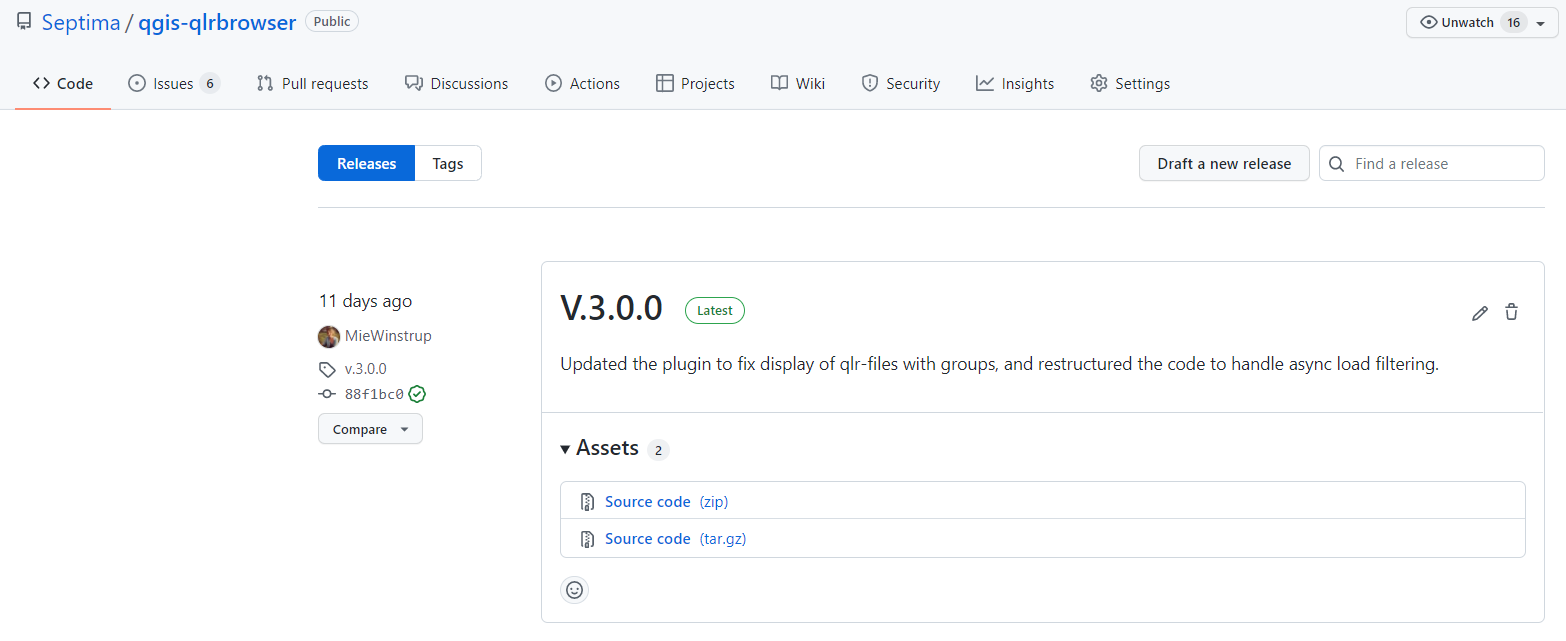 Septima / qgis-qlrbrowser Public
Unwatch 16
Code Issues 6 Pull requests Discussions Actions Projects Wiki Security Insights Settings
Releases Tags
Draft a new release Find a release
11 days ago
MieWinstrup
v.3.0.0
88f1bc0
Compare
V.3.0.0 Latest
Updated the plugin to fix display of qlr-files with groups, and restructured the code to handle async load filtering.
Assets 2
Source code (zip)
Source code (tar.gz)